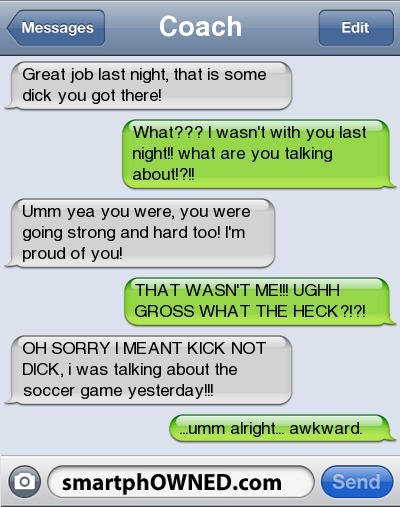 Messages
Coach
Edit
Great job last night, that is some
dick you got there!
What??? I wasn't with you last
night!! what are you talking
about!?!!
Umm yea you were, you were
going strong and hard too! I'm
proud of you!
THAT WASN'T ME!!! UGHH
GROSS WHAT THE HECK?!?!
OH SORRY I MEANT KICK NOT
DICK, i was talking about the
soccer game yesterday!!!
...umm alright... awkward.
smartphOWNED.com
Send